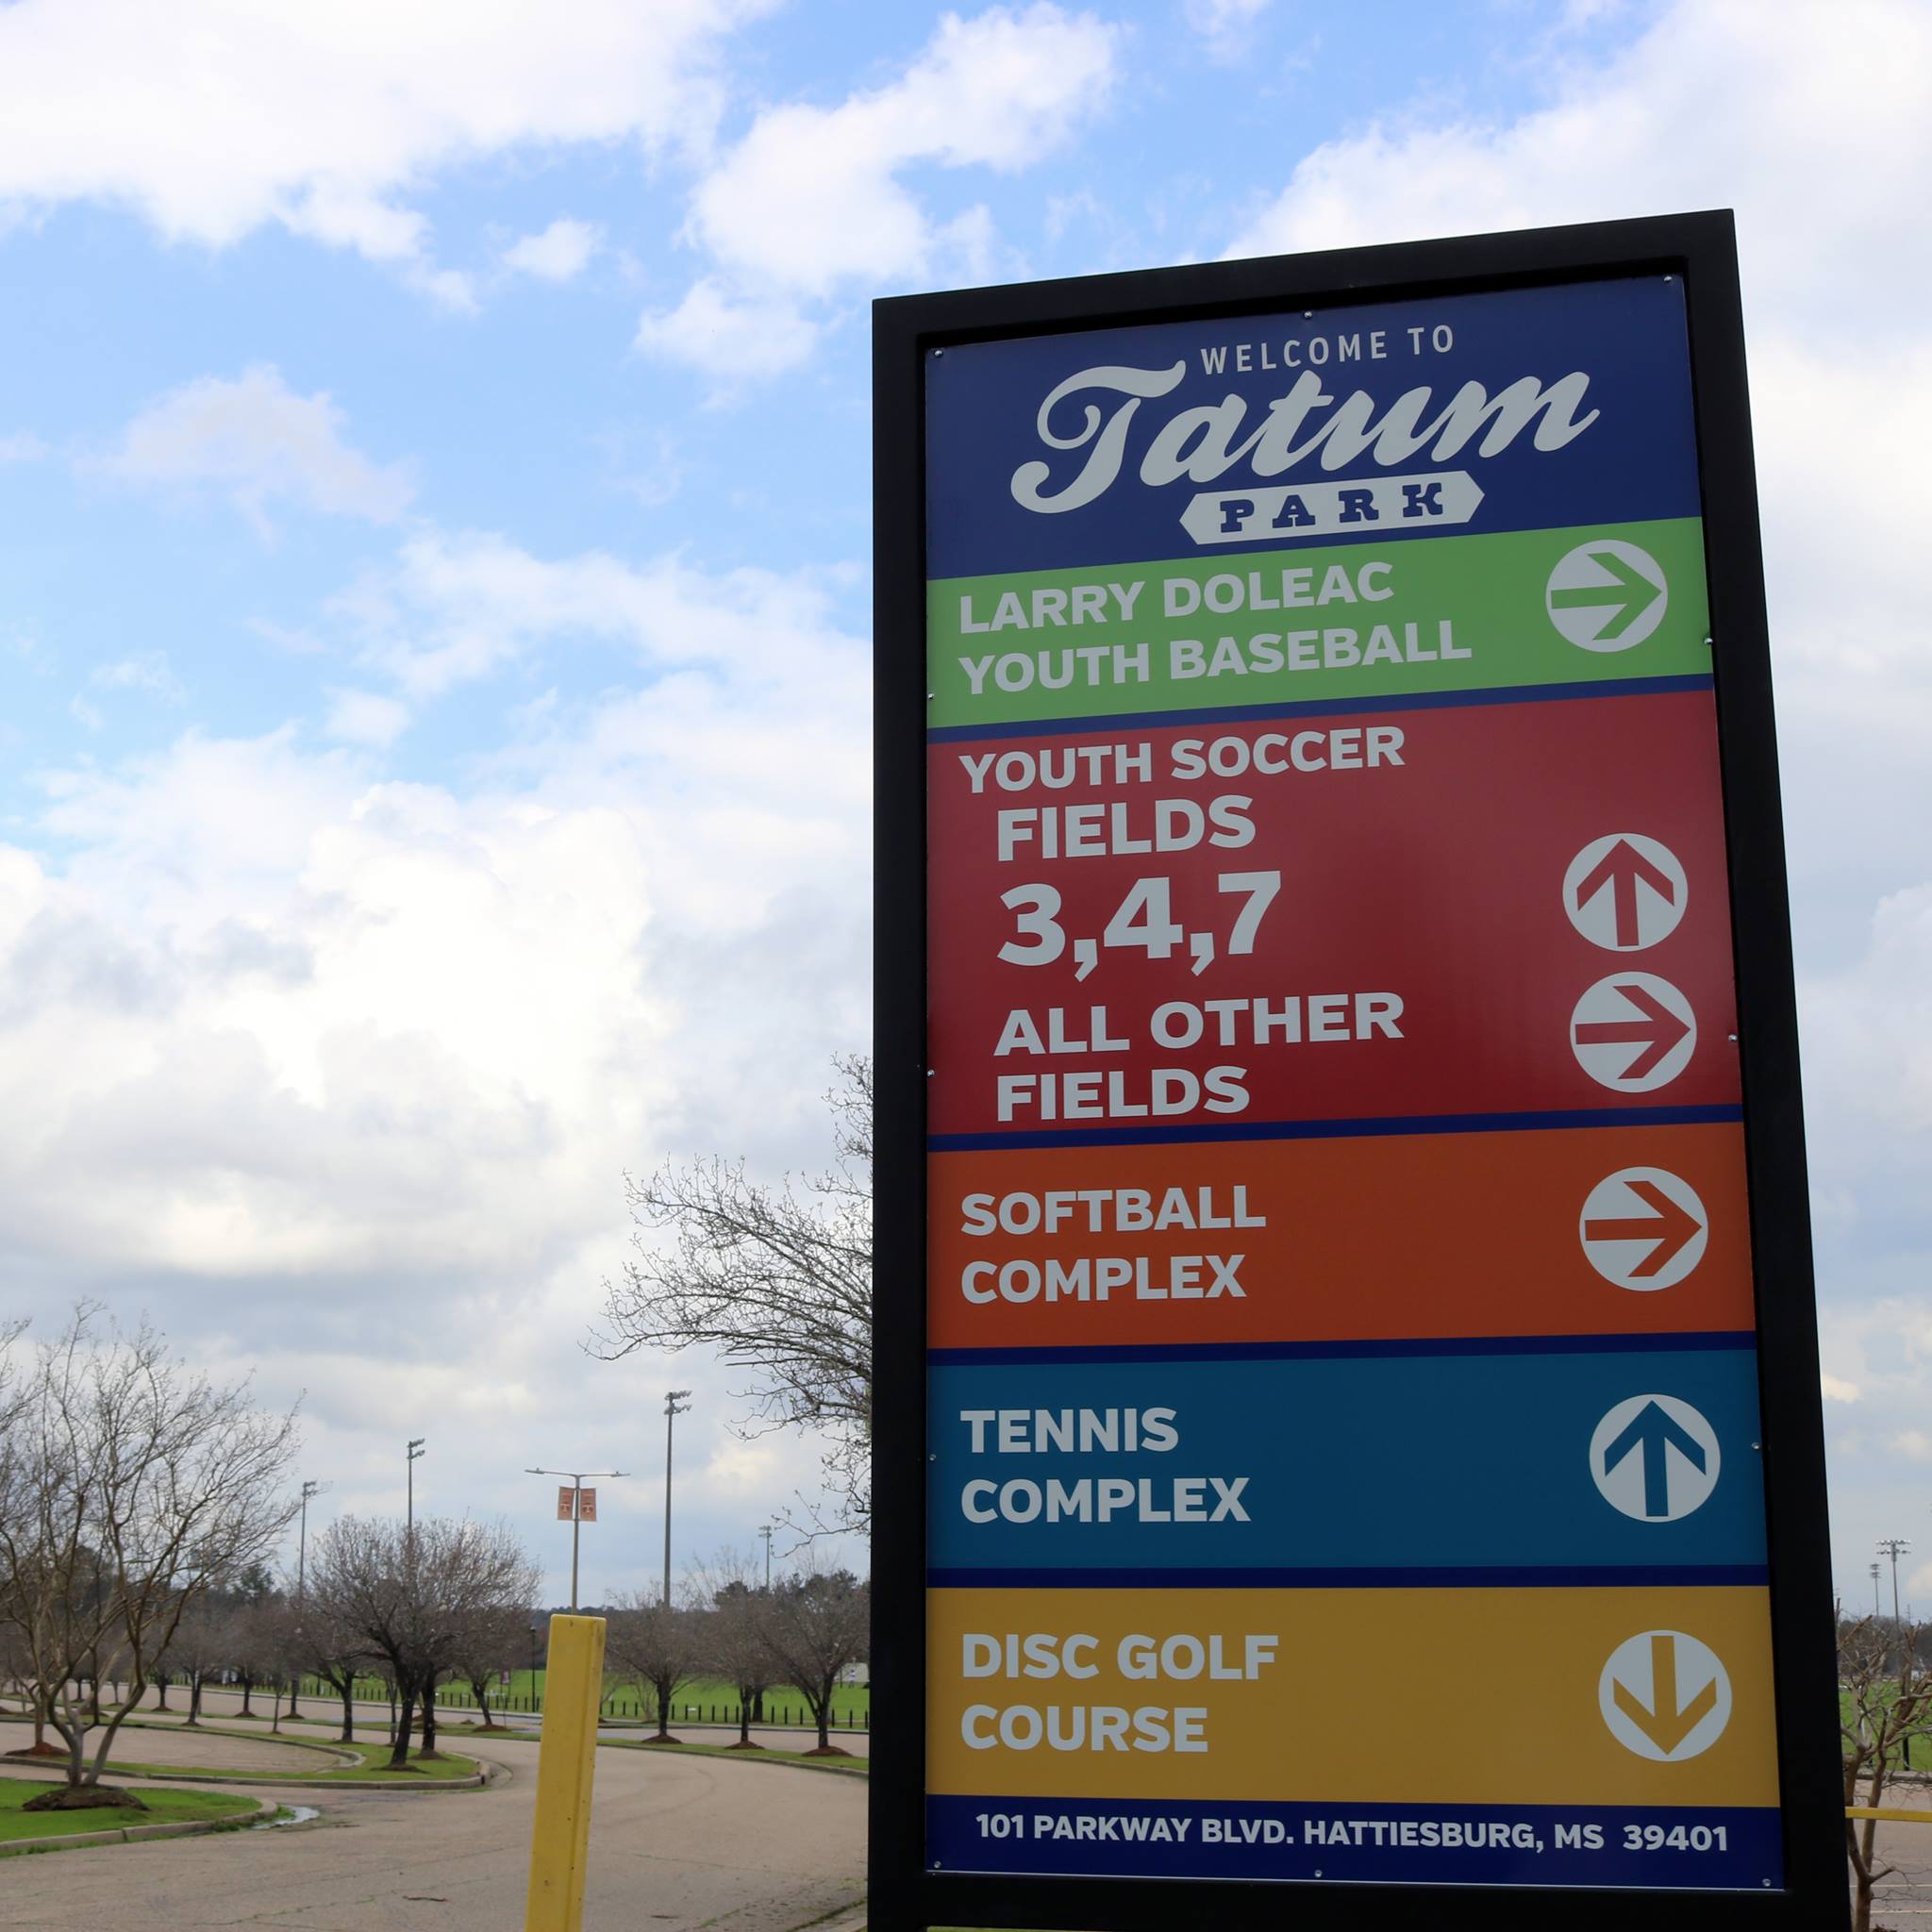 WELCOME TO
Tatum
PARK
LARRY DOLEAC
YOUTH BASEBALL
YOUTH SOCCER
FIELDS
3,4,7
ALL OTHER
FIELDS
SOFTBALL
COMPLEX
TENNIS
COMPLEX
DISC GOLF
COURSE
101 PARKWAY BLVD. HATTIESBURG, MS 39401